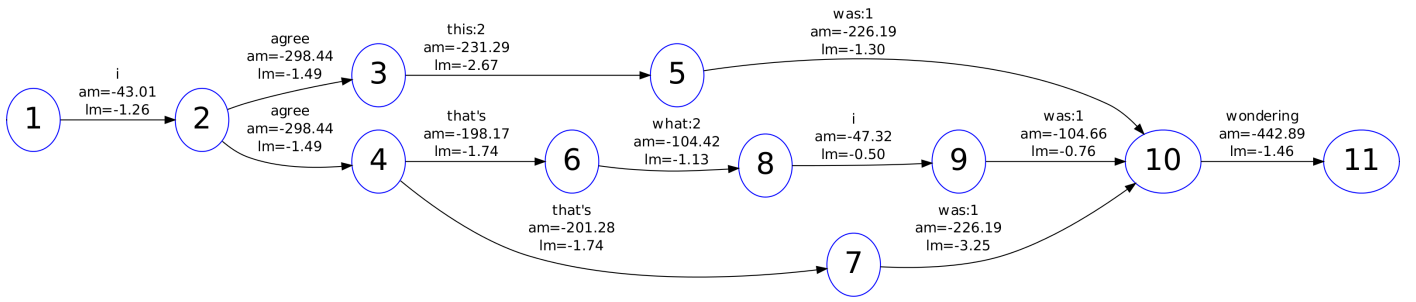 i
am=-43.01
lm=-1.26
agree
am=-298.44
lm=-1.49
agree
am=-298.44
lm=-1.49
this:2
am=-231.29
lm=-2.67
was:1
am=-226.19
lm=-1.30
that's
am=-198.17
lm=-1.74
what:2
am=-104.42
lm=-1.13
i
am=-47.32
lm=-0.50
was:1
am=-104.66
lm=-0.76
wondering
am=-442.89
lm=-1.46
that's
am=-201.28
lm=-1.74
was:1
am=-226.19
lm=-3.25
1
2
3
4
5
6
7
8
9
10
11